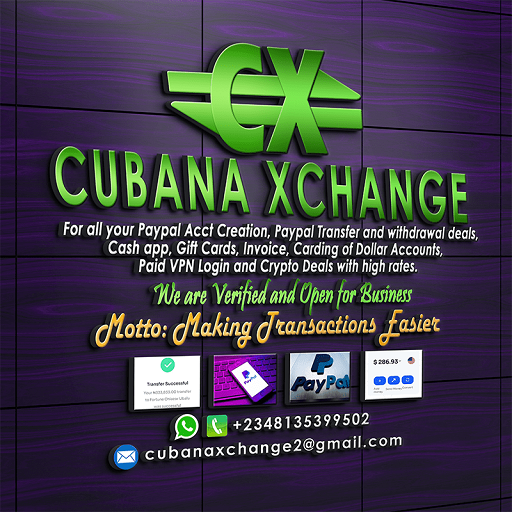 CX
CUBANA XCHANGE
For all your Paypal Acct Creation, Paypal Transfer and withdrawal deals,
Cash app, Gift Cards, Invoice, Carding of Dollar Accounts,
Paid VPN Login and Crypto Deals with high rates.
We are Verified and Open for Business
Motto: Making Transactions Easier
Transfer Successful
PayPal
PayPal
$ 286.93
+2348135399502
cubanaxchange2@gmail.com